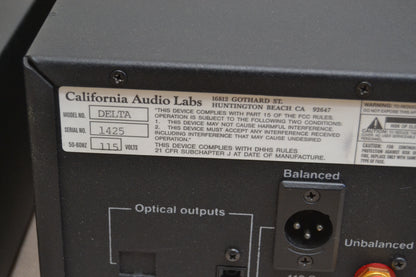 California Audio Labs
16812 GOTHARD ST.
HUNTINGTON BEACH CA 92647
MODEL NO. DELTA
SERIAL NO. 1425
50-60HZ 115 VOLTS
THIS DEVICE COMPLIES WITH PART 15 OF THE FCC RULES.
OPERATION IS SUBJECT TO THE FOLLOWING TWO CONDITIONS:
1. THIS DEVICE MAY NOT CAUSE HARMFUL INTERFERENCE
2. THIS DEVICE MUST ACCEPT ANY INTERFERENCE
INCLUDING INTERFERENCE THAT MAY CAUSE UNDESIRED
OPERATION."
THIS DEVICE COMPLIES WITH DHHS RULES
21 CFR SUBCHAPTER J AT DATE OF MANUFACTURE.
WARNING:
CAUTION
CAUTION:
Balanced
Optical outputs
Unbalanced